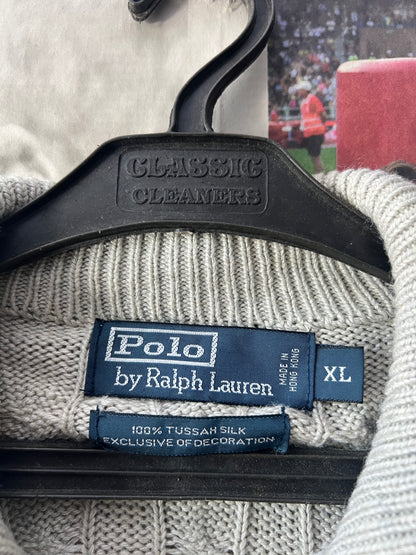 CLASSIC
CLEANERS
Polo
by Ralph Lauren
MADE IN
HONG KONG
XL
100% TUSSAH SILK
EXCLUSIVE OF DECORATION